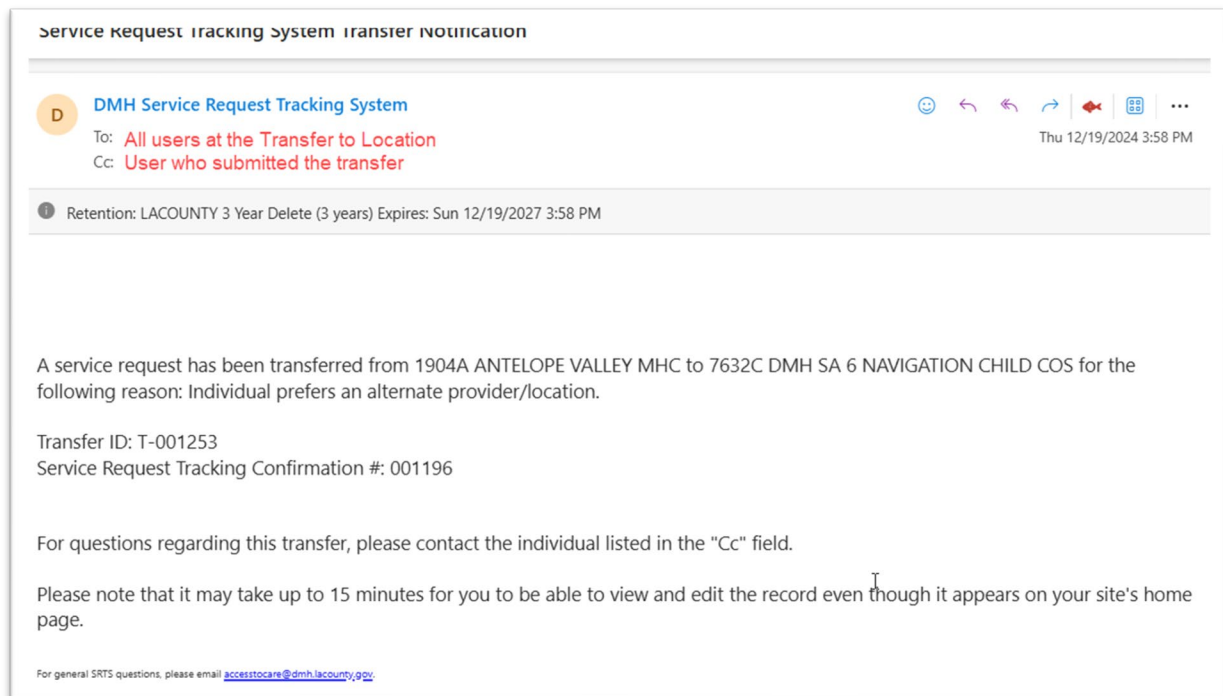 Service Request Tracking System Transfer Notification
D
DMH Service Request Tracking System
To: All users at the Transfer to Location
Cc: User who submitted the transfer
Thu 12/19/2024 3:58 PM
Retention: LACOUNTY 3 Year Delete (3 years) Expires: Sun 12/19/2027 3:58 PM
A service request has been transferred from 1904A ANTELOPE VALLEY MHC to 7632C DMH SA 6 NAVIGATION CHILD COS for the
following reason: Individual prefers an alternate provider/location.
Transfer ID: T-001253
Service Request Tracking Confirmation #: 001196
For questions regarding this transfer, please contact the individual listed in the "Cc" field.
Please note that it may take up to 15 minutes for you to be able to view and edit the record even though it appears on your site's home
page.
For general SRTS questions, please email accesstocare@dmh.lacounty.gov.